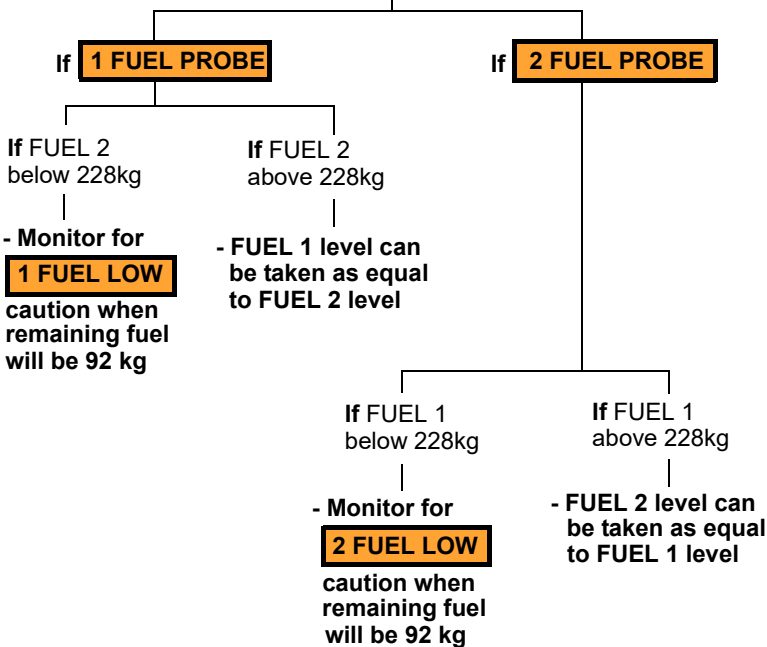 If 1 FUEL PROBE
If 2 FUEL PROBE
If FUEL 2
below 228kg
If FUEL 2
above 228kg
- Monitor for
1 FUEL LOW
caution when
remaining fuel
will be 92 kg
- FUEL 1 level can
be taken as equal
to FUEL 2 level
If FUEL 1
below 228kg
If FUEL 1
above 228kg
- Monitor for
2 FUEL LOW
caution when
remaining fuel
will be 92 kg
- FUEL 2 level can
be taken as equal
to FUEL 1 level